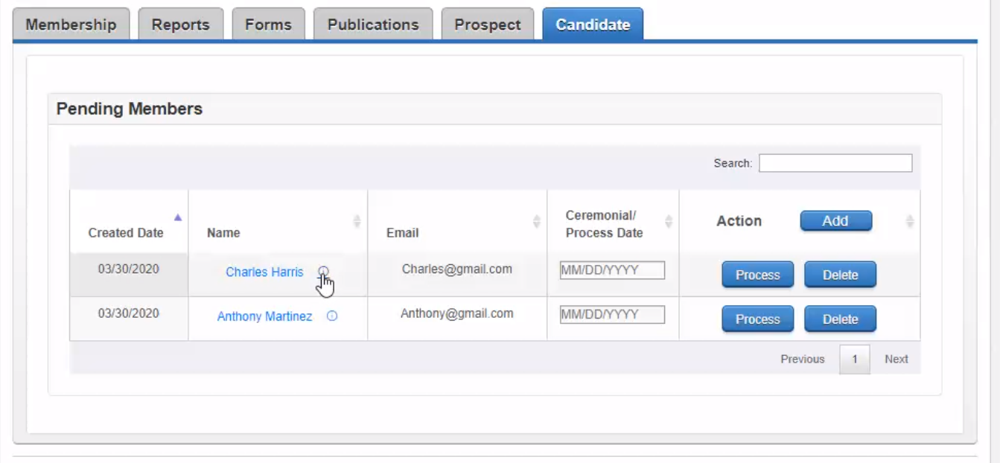 Membership Reports Forms Publications Prospect Candidate
Pending Members
Search:
Created Date Name Email Ceremonial/ Process Date Action Add
03/30/2020 Charles Harris Charles@gmail.com MM/DD/YYYY Process Delete
03/30/2020 Anthony Martinez Anthony@gmail.com MM/DD/YYYY Process Delete
Previous 1 Next